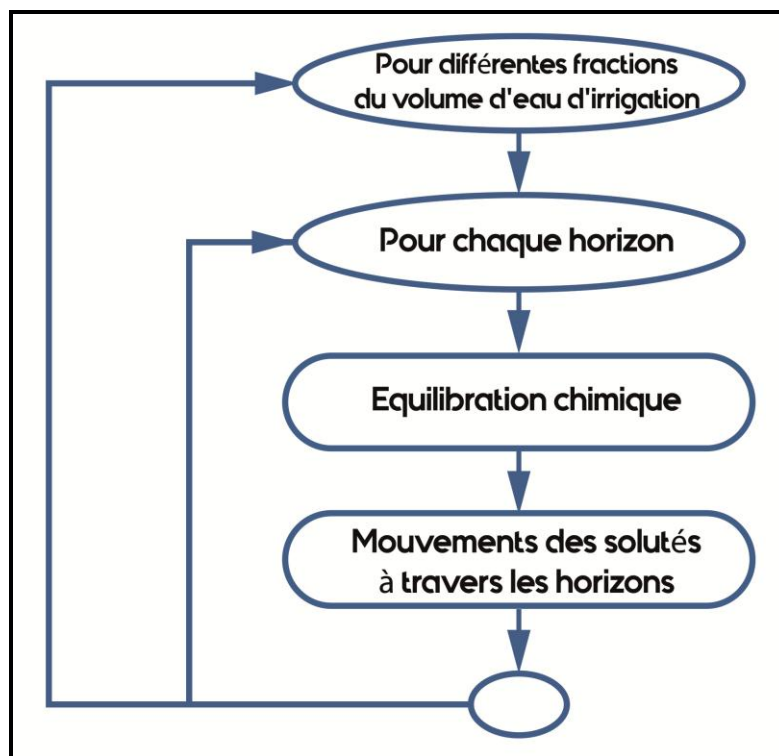 Pour différentes fractions
du volume d'eau d'irrigation
Pour chaque horizon
Equilibration chimique
Mouvements des solutés
à travers les horizons